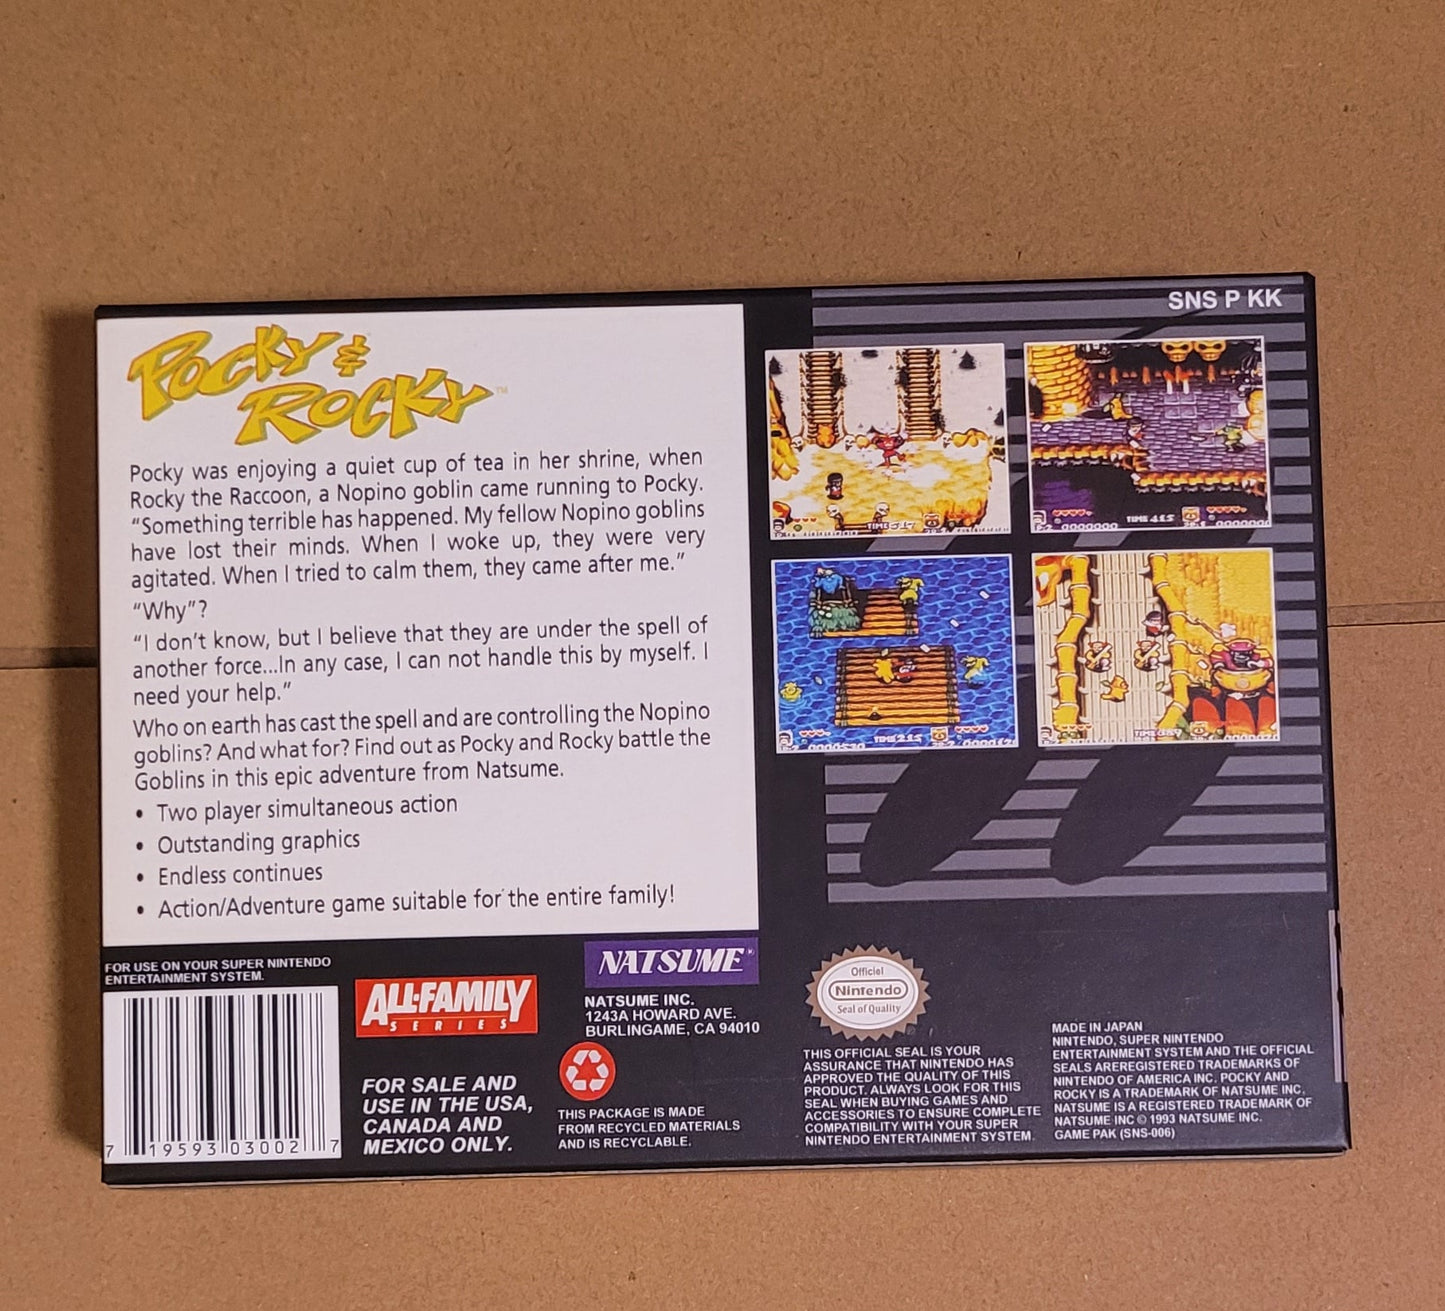 SNS P KK
POCKY &
ROCKY™
Pocky was enjoying a quiet cup of tea in her shrine, when
Rocky the Raccoon, a Nopino goblin came running to Pocky.
“Something terrible has happened. My fellow Nopino goblins
have lost their minds. When I woke up, they were very
agitated. When I tried to calm them, they came after me.”
“Why”?
“I don’t know, but I believe that they are under the spell of
another force...In any case, I can not handle this by myself. I
need your help.”
Who on earth has cast the spell and are controlling the Nopino
goblins? And what for? Find out as Pocky and Rocky battle the
Goblins in this epic adventure from Natsume.
• Two player simultaneous action
• Outstanding graphics
• Endless continues
• Action/Adventure game suitable for the entire family!
TIME 517
TIME 415
0000000
0000000
TIME 215
0000530
TIME
FOR USE ON YOUR SUPER NINTENDO
ENTERTAINMENT SYSTEM.
7 19593 03002 7
ALL-FAMILY
SERIES
FOR SALE AND
USE IN THE USA,
CANADA AND
MEXICO ONLY.
NATSUME®
NATSUME INC.
1243A HOWARD AVE.
BURLINGAME, CA 94010
THIS PACKAGE IS MADE
FROM RECYCLED MATERIALS
AND IS RECYCLABLE.
Official
Nintendo
Seal of Quality
THIS OFFICIAL SEAL IS YOUR
ASSURANCE THAT NINTENDO HAS
APPROVED THE QUALITY OF THIS
PRODUCT. ALWAYS LOOK FOR THIS
SEAL WHEN BUYING GAMES AND
ACCESSORIES TO ENSURE COMPLETE
COMPATIBILITY WITH YOUR SUPER
NINTENDO ENTERTAINMENT SYSTEM.
MADE IN JAPAN
NINTENDO, SUPER NINTENDO
ENTERTAINMENT SYSTEM AND THE OFFICIAL
SEALS AREREGISTERED TRADEMARKS OF
NINTENDO OF AMERICA INC. POCKY AND
ROCKY IS A TRADEMARK OF NATSUME INC.
NATSUME IS A REGISTERED TRADEMARK OF
NATSUME INC © 1993 NATSUME INC.
GAME PAK (SNS-006)